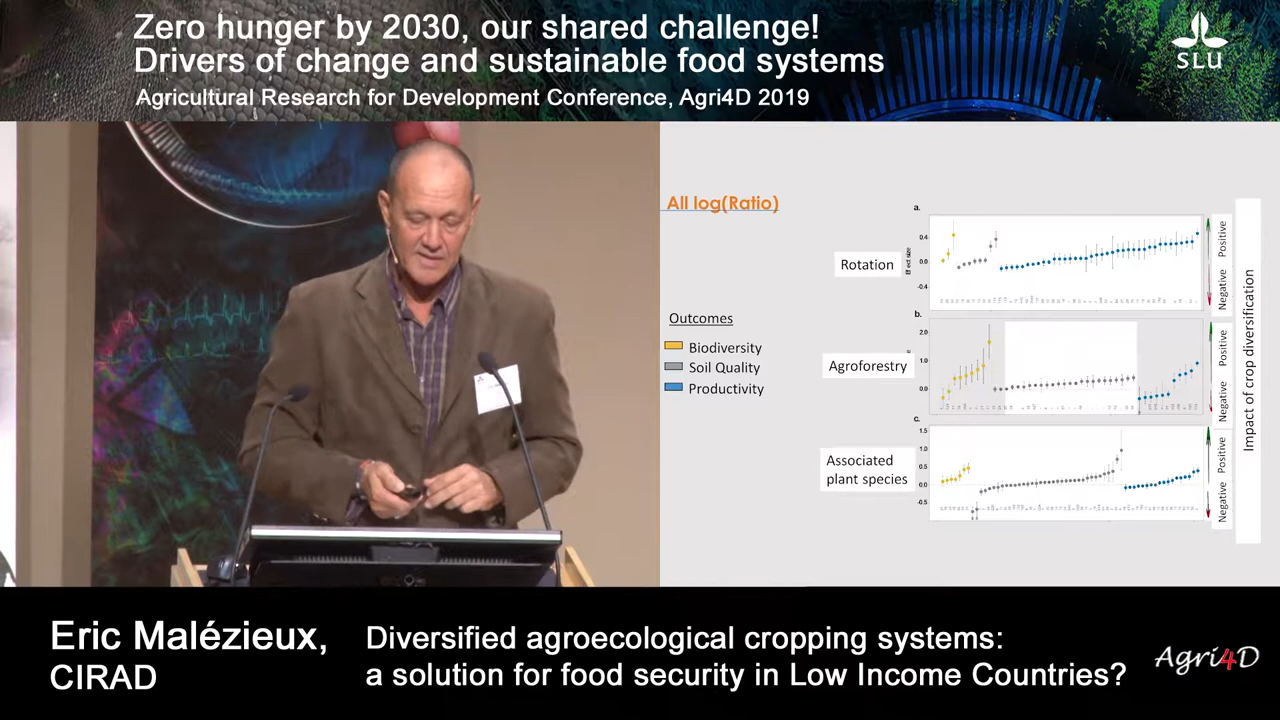 Zero hunger by 2030, our shared challenge!
Drivers of change and sustainable food systems
Agricultural Research for Development Conference, Agri4D 2019
SLU
All log(Ratio)
Outcomes
Biodiversity
Soil Quality
Productivity
a.
Rotation
Effect size
0.4
0.0
-0.4
Positive
Negative
b.
Agroforestry
2.0
1.0
0.0
Positive
Negative
c.
Associated
plant species
1.5
1.0
0.5
0.0
-0.5
Positive
Negative
Impact of crop diversification
Eric Malézieux,
CIRAD
Diversified agroecological cropping systems:
a solution for food security in Low Income Countries?
Agri4D